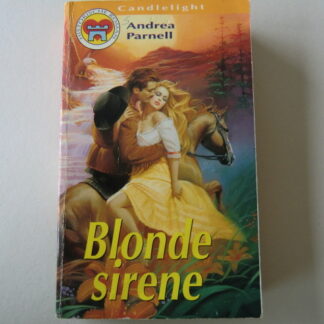 Candlelight
Andrea
Parnell
Blonde
sirene